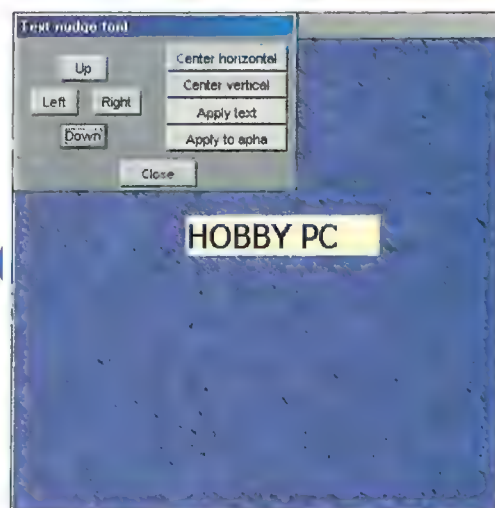 Text nudge tool
Up
Left Right
Down
Center horizontal
Center vertical
Apply text
Apply to apha
Close
HOBBY PC